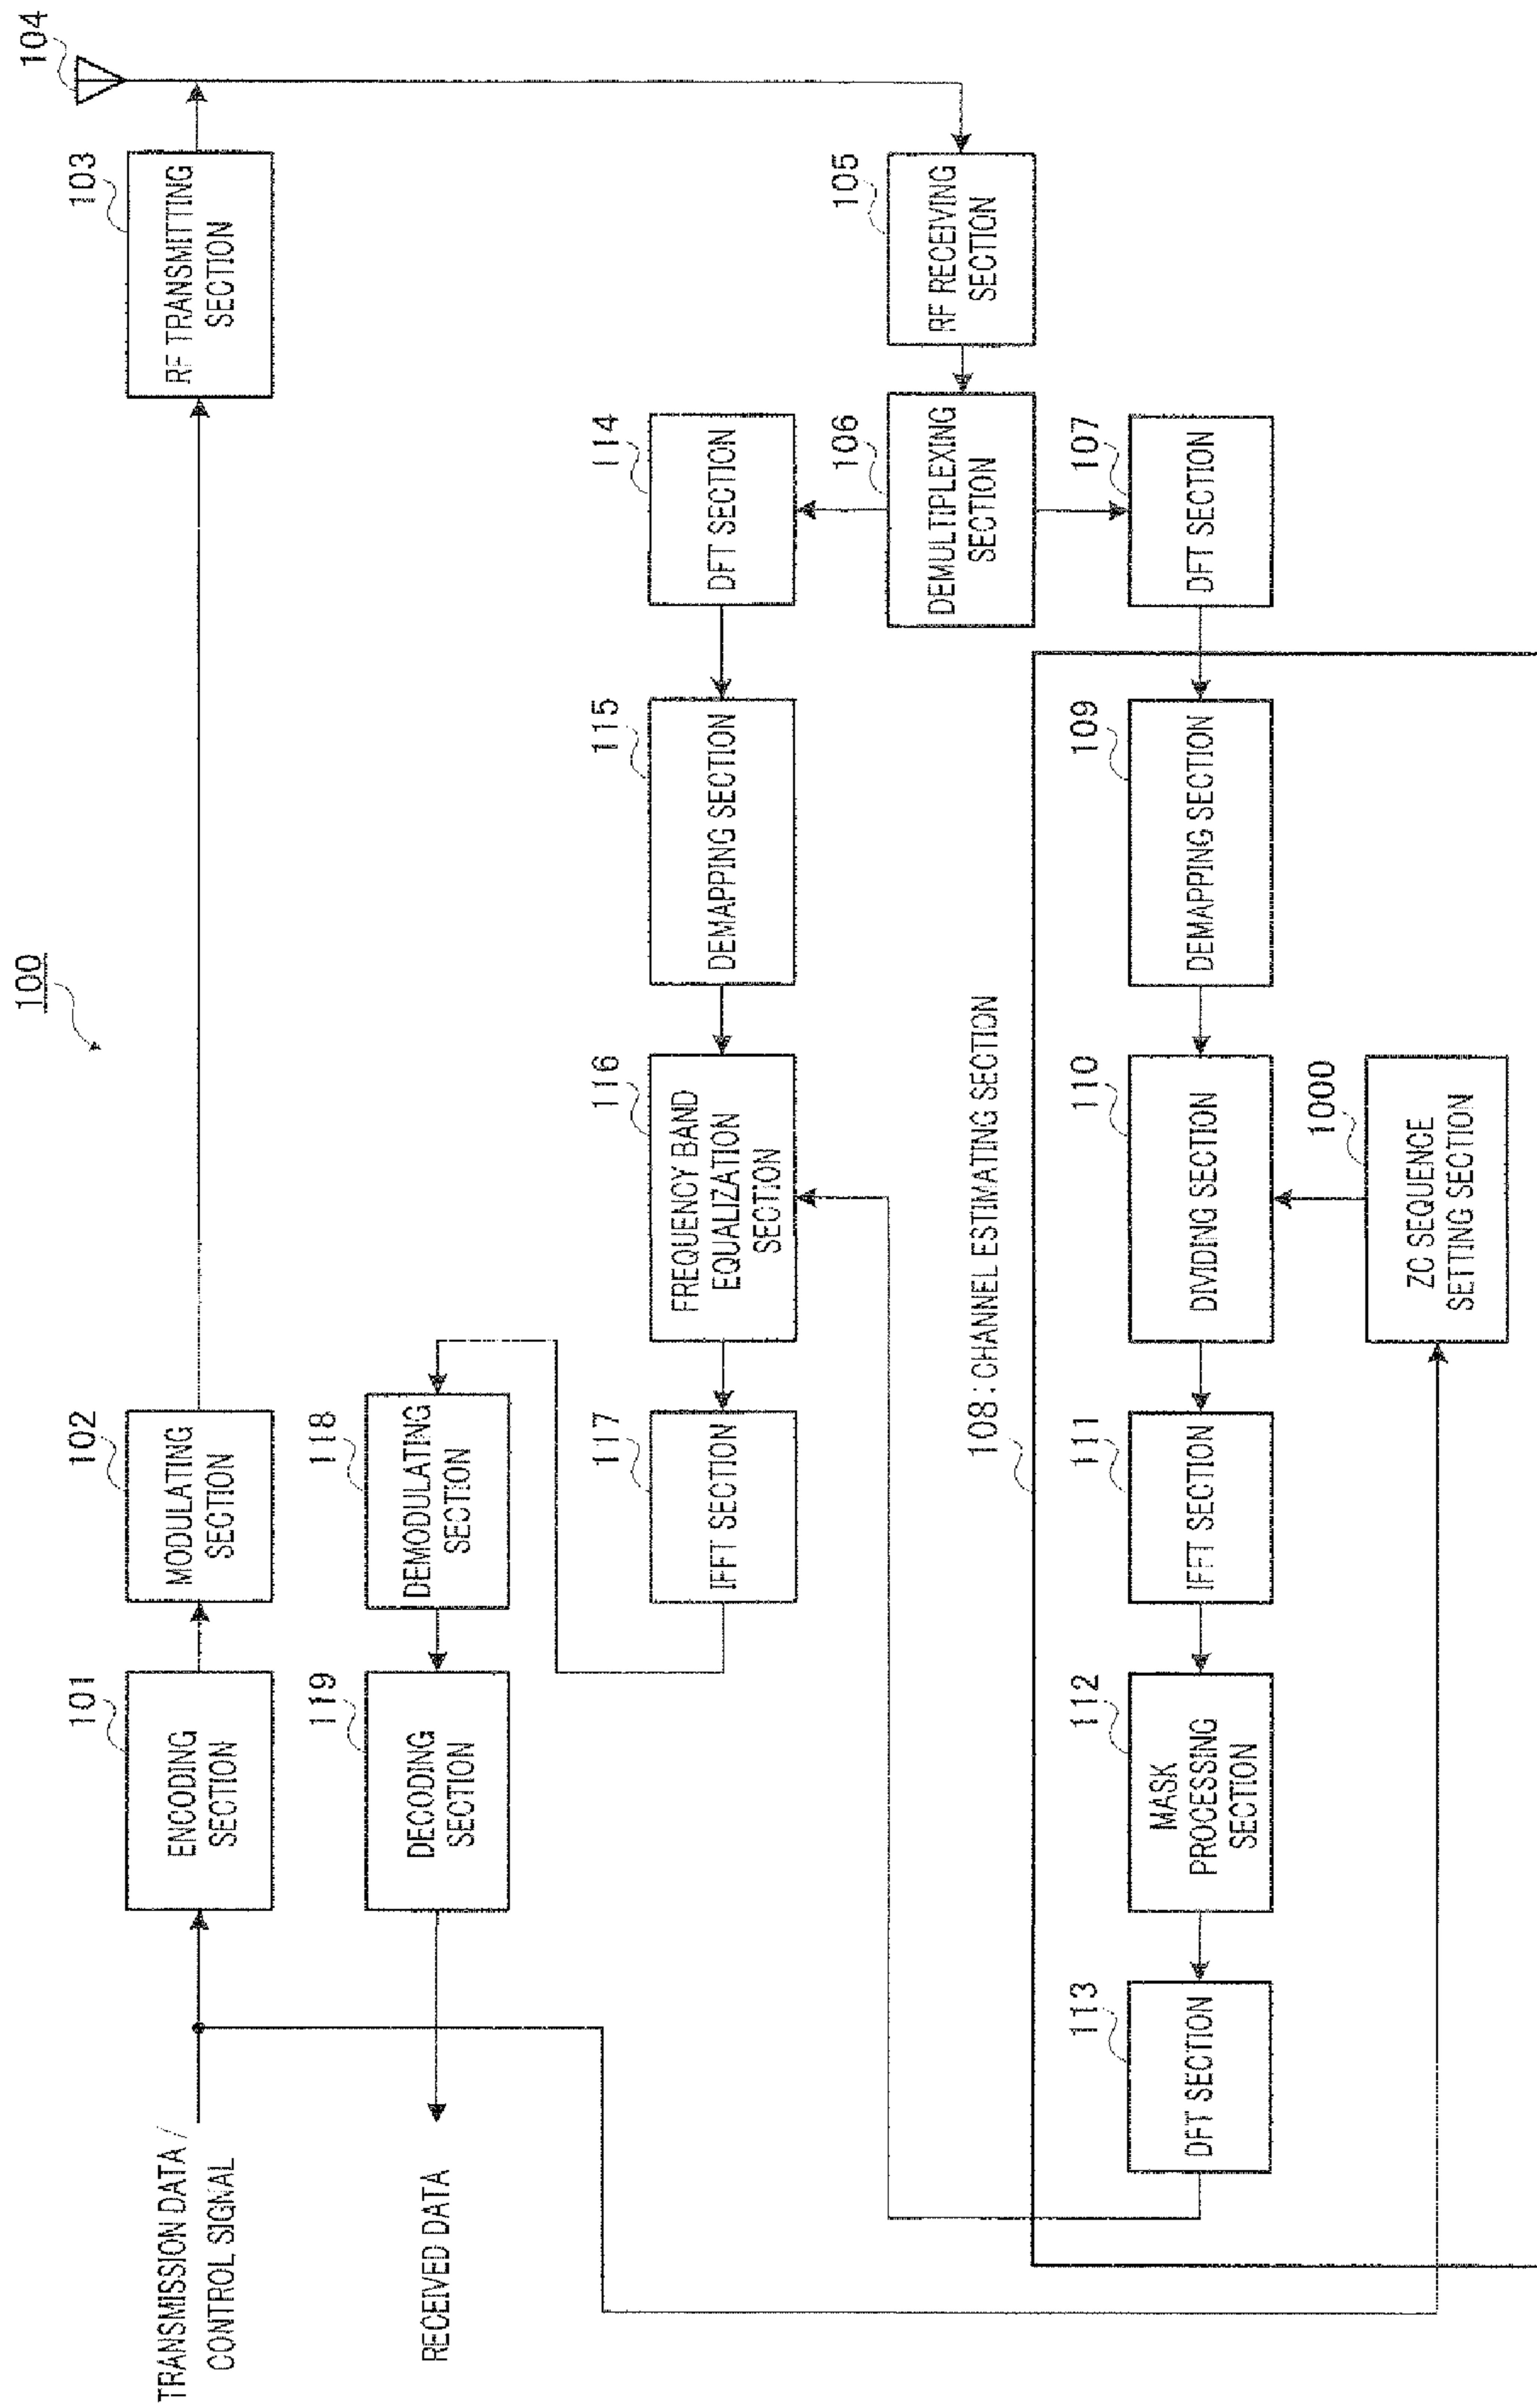 100
104
103
RF TRANSMITTING
SECTION
102
MODULATING
SECTION
101
ENCODING
SECTION
TRANSMISSION DATA /
CONTROL SIGNAL
118
DEMODULATING
SECTION
119
DECODING
SECTION
RECEIVED DATA
114
DFT SECTION
115
DEMAPPING SECTION
116
FREQUENCY BAND
EQUALIZATION
SECTION
117
IFFT SECTION
105
RF RECEIVING
SECTION
106
DEMULTIPLEXING
SECTION
108 : CHANNEL ESTIMATING SECTION
107
DFT SECTION
109
DEMAPPING SECTION
110
DIVIDING SECTION
111
IFFT SECTION
112
MASK
PROCESSING
SECTION
113
DFT SECTION
1000
ZC SEQUENCE
SETTING SECTION